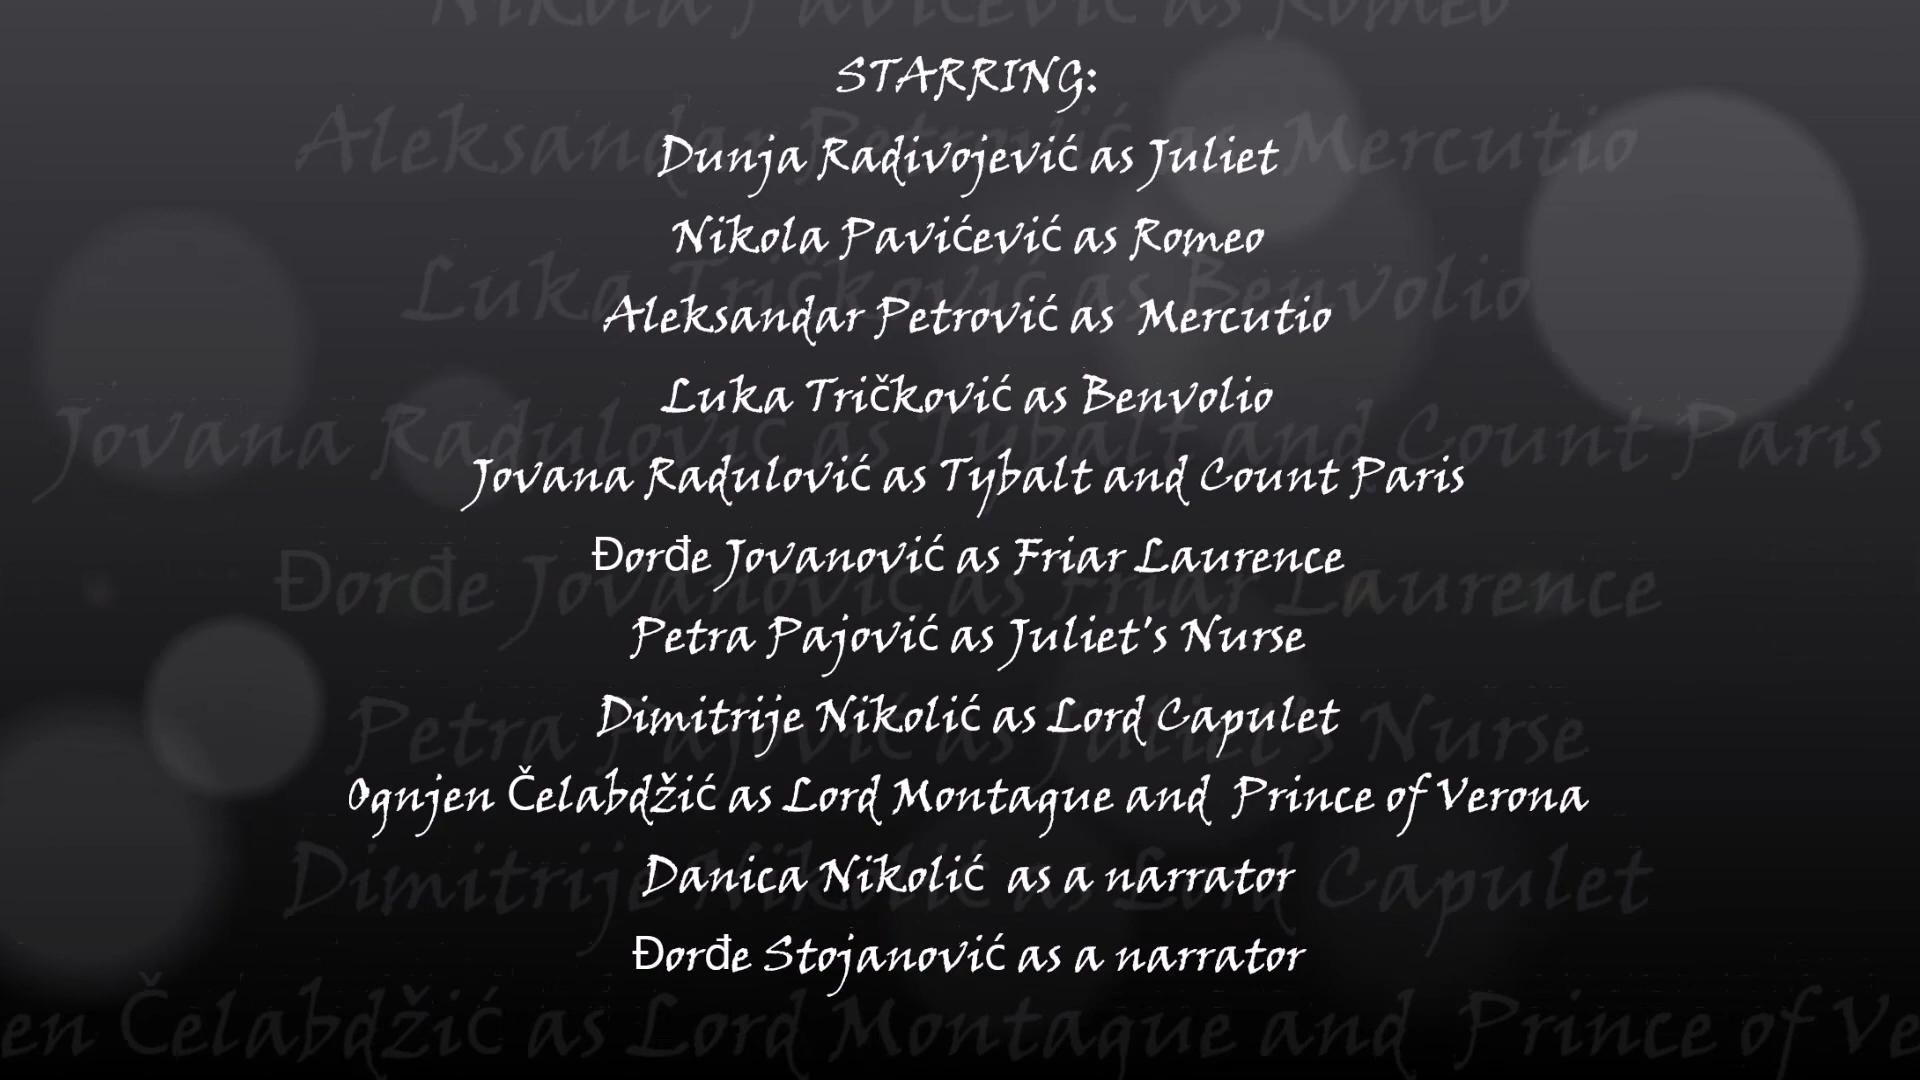 STARRING:
Dunja Radivojević as Juliet
Nikola Pavićević as Romeo
Aleksandar Petrović as Mercutio
Luka Tričković as Benvolio
Jovana Radulović as Tybalt and Count Paris
Đorđe Jovanović as Friar Laurence
Petra Pajović as Juliet's Nurse
Dimitrije Nikolić as Lord Capulet
Ognjen Čelabdžić as Lord Montague and Prince of Verona
Danica Nikolić as a narrator
Đorđe Stojanović as a narrator